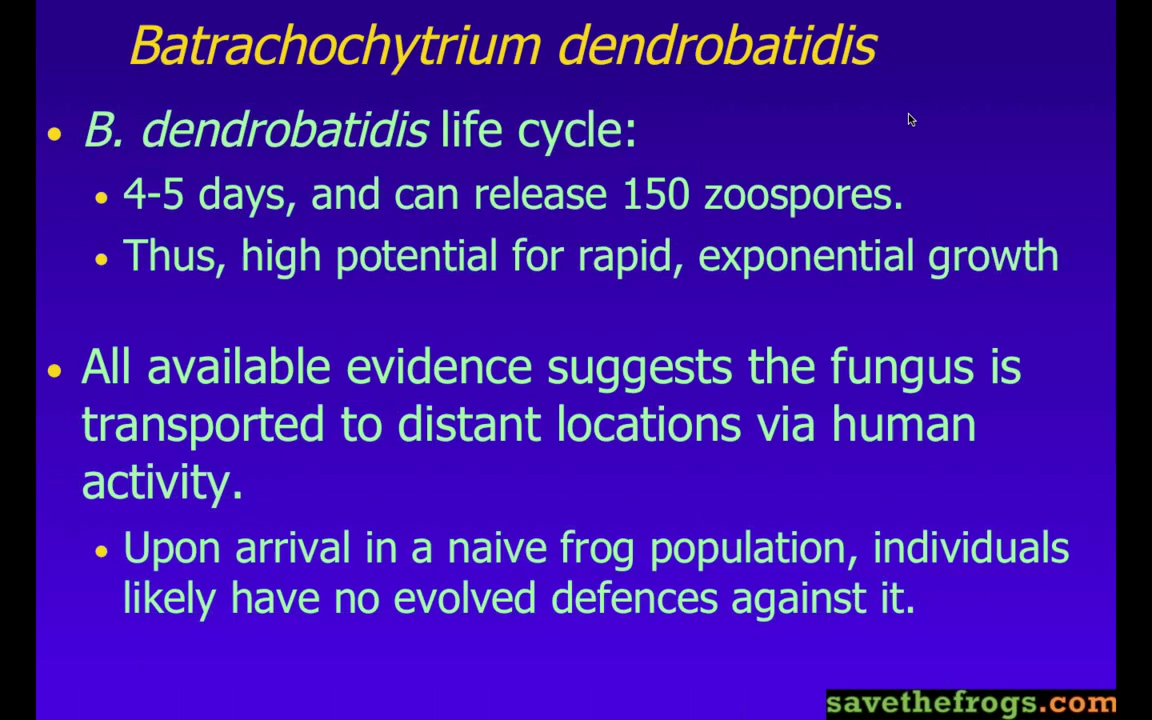 Batrachochytrium dendrobatidis
• B. dendrobatidis life cycle:
• 4-5 days, and can release 150 zoospores.
• Thus, high potential for rapid, exponential growth
• All available evidence suggests the fungus is
transported to distant locations via human
activity.
• Upon arrival in a naive frog population, individuals
likely have no evolved defences against it.
savethefrogs.com